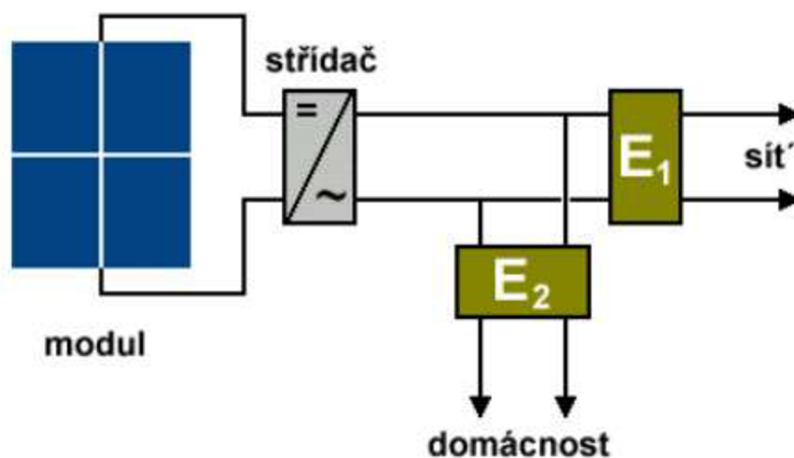 střídač
=
~
E₁
síť
E₂
modul
domácnost